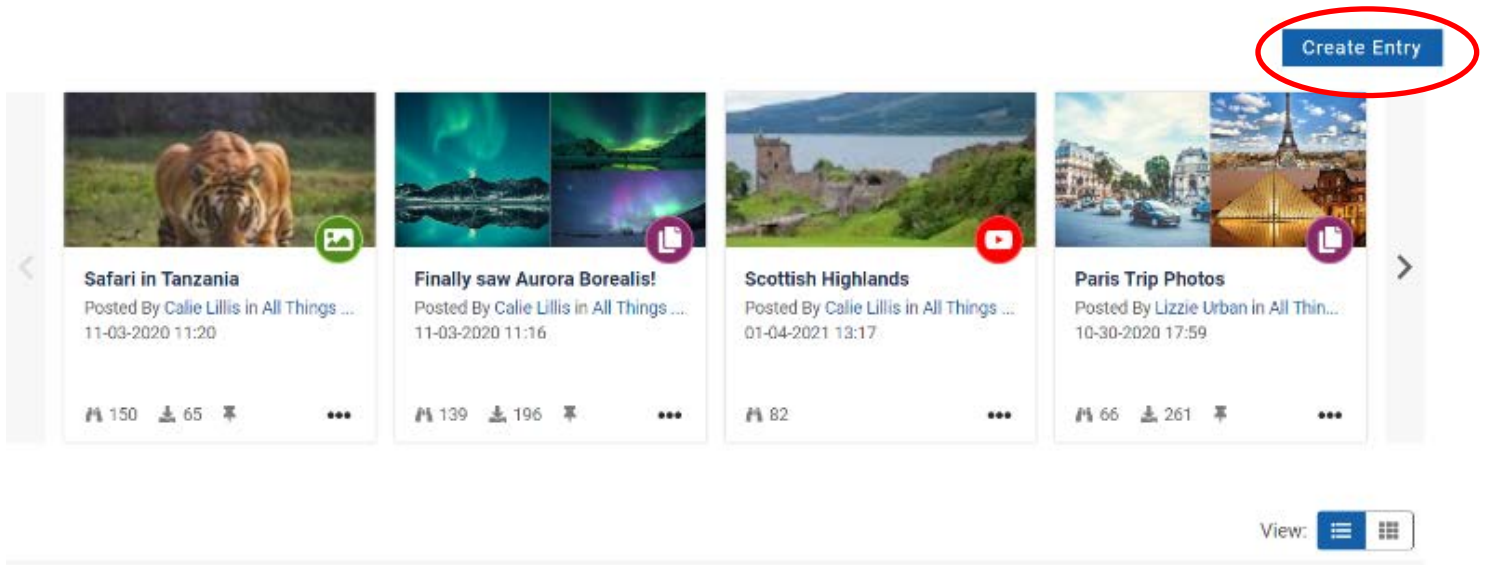 Create Entry
Safari in Tanzania
Posted By Calie Lillis in All Things ...
11-03-2020 11:20
150 65
Finally saw Aurora Borealis!
Posted By Calie Lillis in All Things ...
11-03-2020 11:16
139 196
Scottish Highlands
Posted By Calie Lillis in All Things ...
01-04-2021 13:17
82
Paris Trip Photos
Posted By Lizzie Urban in All Thin...
10-30-2020 17:59
66 261
View: